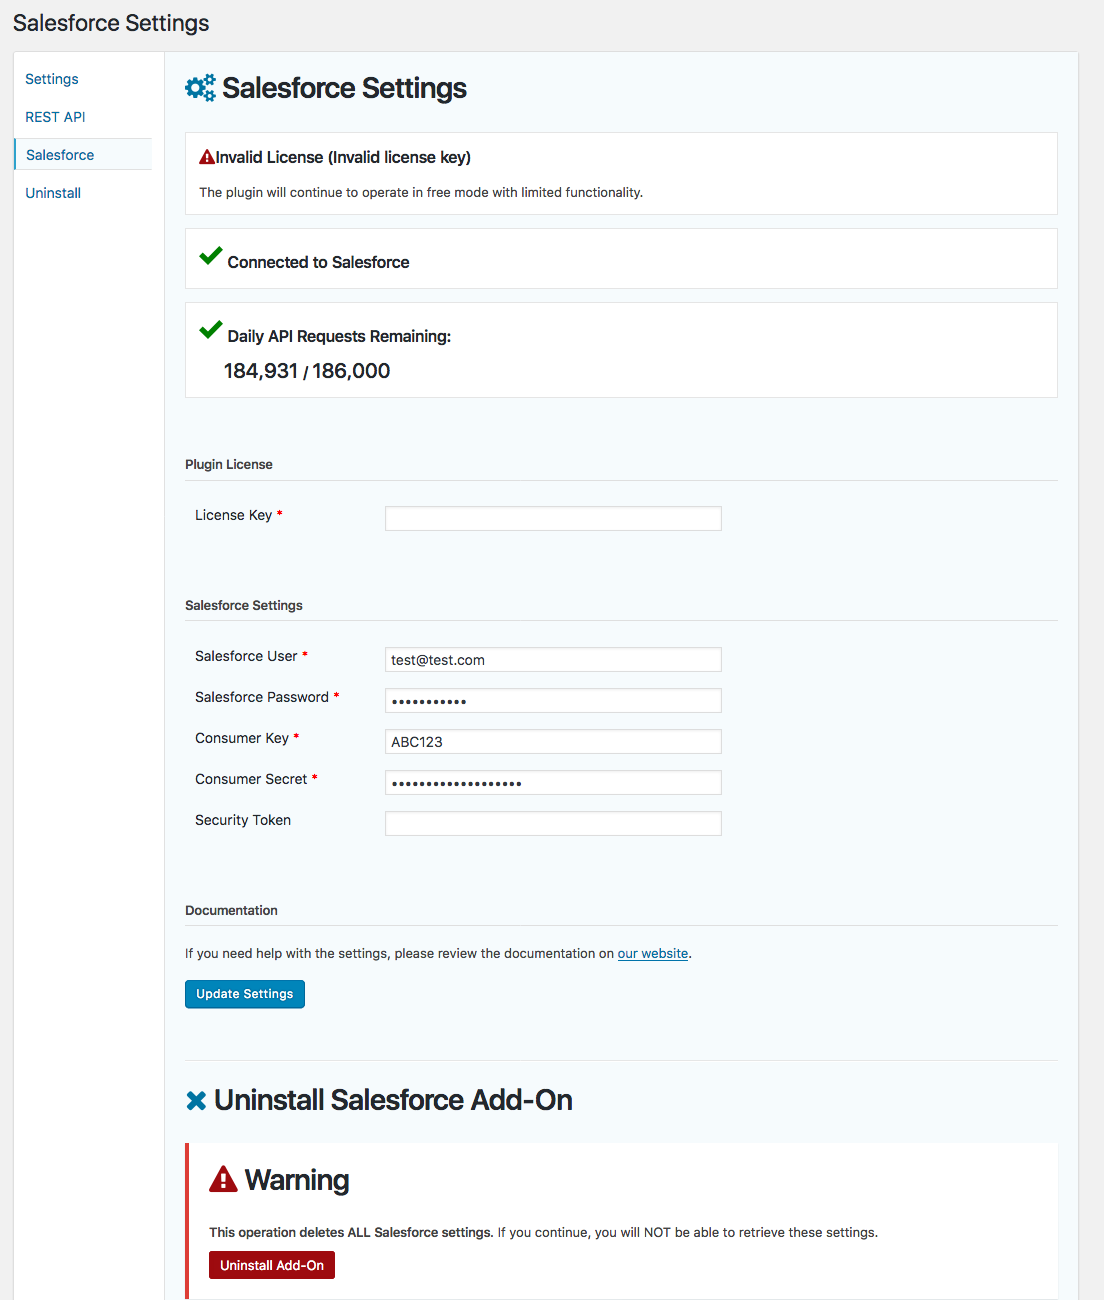 Salesforce Settings
Settings
REST API
Salesforce
Uninstall
Salesforce Settings
Invalid License (Invalid license key)
The plugin will continue to operate in free mode with limited functionality.
Connected to Salesforce
Daily API Requests Remaining:
184,931 / 186,000
Plugin License
License Key *
Salesforce Settings
Salesforce User * test@test.com
Salesforce Password * •••••••••••
Consumer Key * ABC123
Consumer Secret * •••••••••••••••••••
Security Token
Documentation
If you need help with the settings, please review the documentation on our website.
Update Settings
Uninstall Salesforce Add-On
Warning
This operation deletes ALL Salesforce settings. If you continue, you will NOT be able to retrieve these settings.
Uninstall Add-On